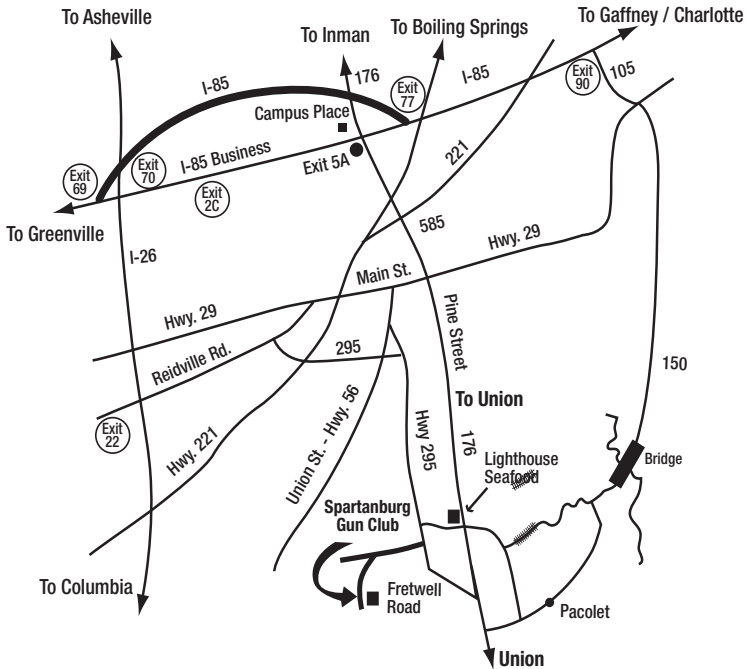 To Asheville
To Inman
To Boiling Springs
To Gaffney / Charlotte
I-85
176
Exit
77
I-85
Exit
90
105
Campus Place
Exit
69
Exit
70
I-85 Business
Exit 5A
221
Exit
2C
To Greenville
585
Hwy. 29
I-26
Main St.
Hwy. 29
Pine Street
Reidville Rd.
295
150
To Union
Exit
22
Hwy. 221
Union St. - Hwy. 56
Hwy 295
176
Lighthouse
Seafood
Bridge
Spartanburg
Gun Club
To Columbia
Fretwell
Road
Pacolet
Union